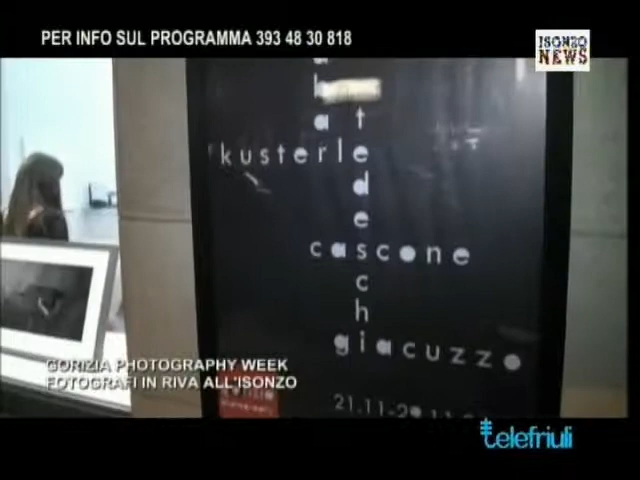 PER INFO SUL PROGRAMMA 393 48 30 818
ISONZO
NEWS
kusterle
tedeschi
cascone
giacuzzo
GORIZIA PHOTOGRAPHY WEEK
FOTOGRAFI IN RIVA ALL'ISONZO
telefriuli